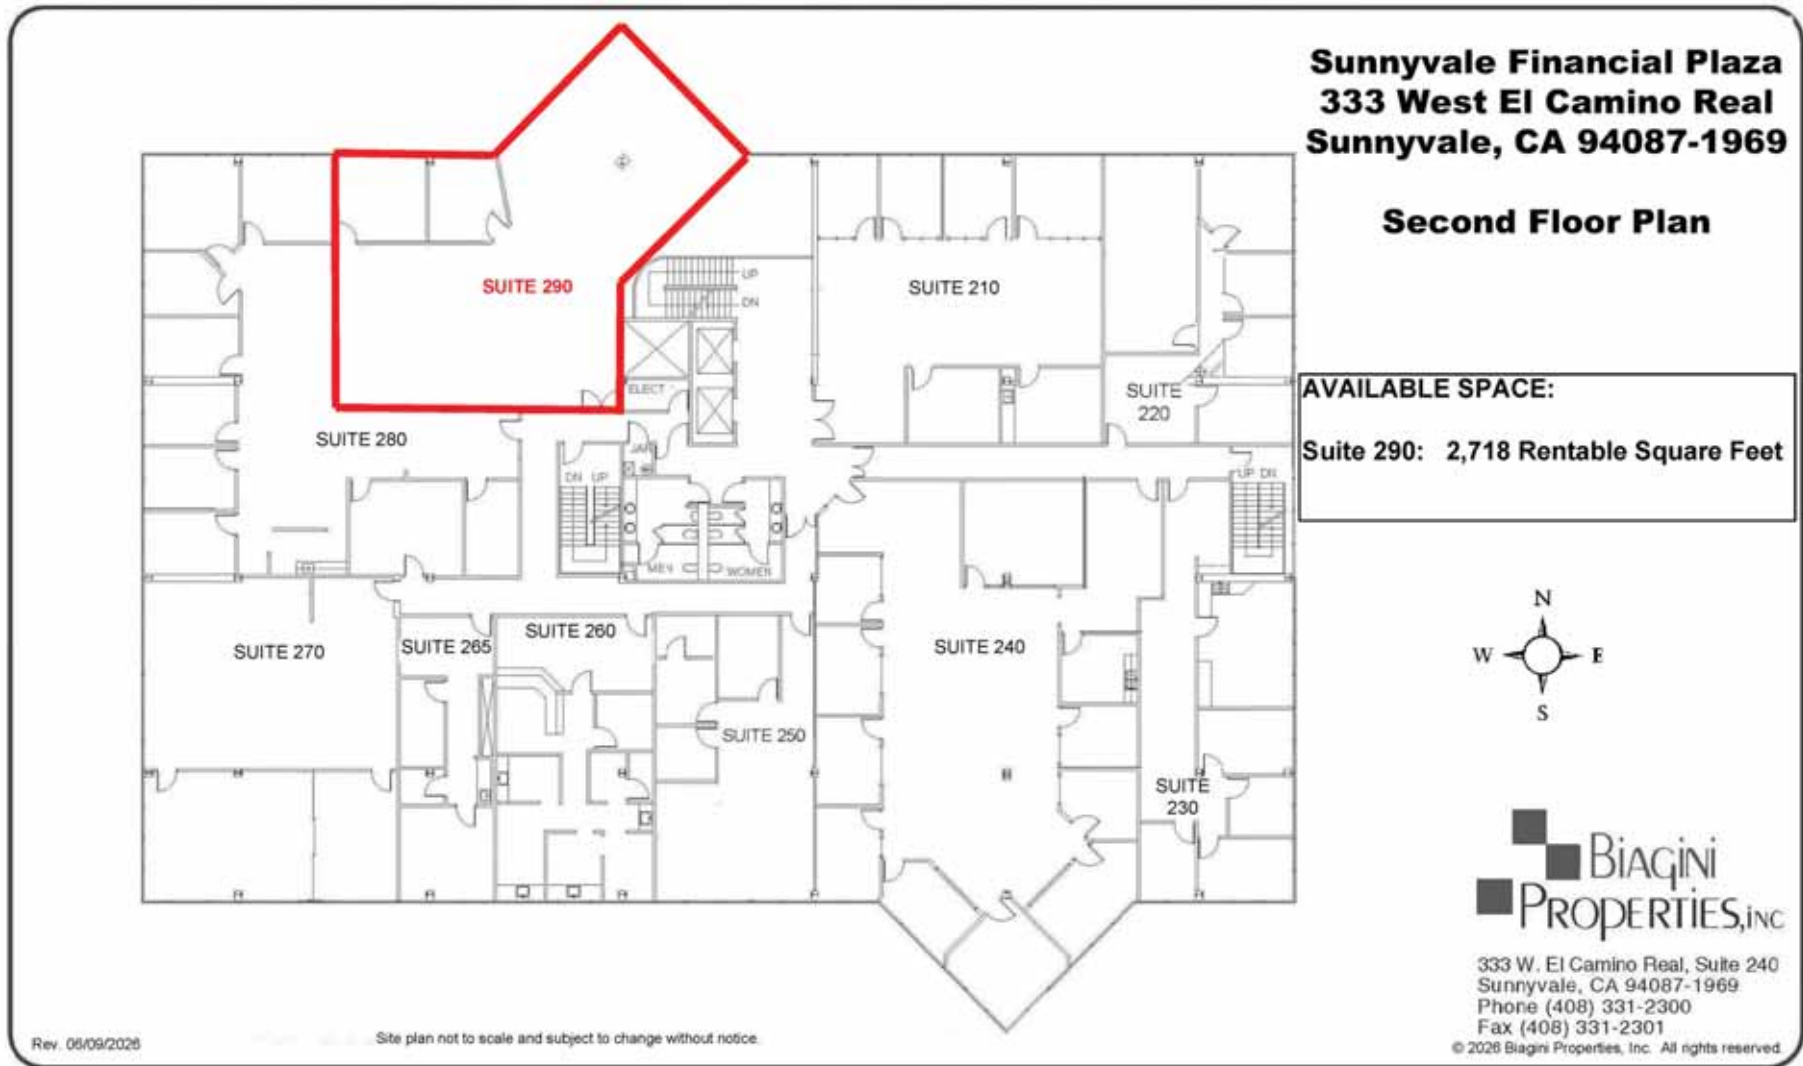 Sunnyvale Financial Plaza
333 West El Camino Real
Sunnyvale, CA 94087-1969
Second Floor Plan
SUITE 290
UP
DN
SUITE 210
ELECT
SUITE
220
AVAILABLE SPACE:
Suite 290: 2,718 Rentable Square Feet
SUITE 280
JAN
DN UP
UP DN
MEN
WOMEN
SUITE 270
SUITE 265
SUITE 260
SUITE 240
SUITE 250
SUITE
230
N
W E
S
BIAGINI
PROPERTIES, INC
333 W. El Camino Real, Suite 240
Sunnyvale, CA 94087-1969
Phone (408) 331-2300
Fax (408) 331-2301
© 2026 Biagini Properties, Inc. All rights reserved.
Rev. 06/09/2026
Site plan not to scale and subject to change without notice.